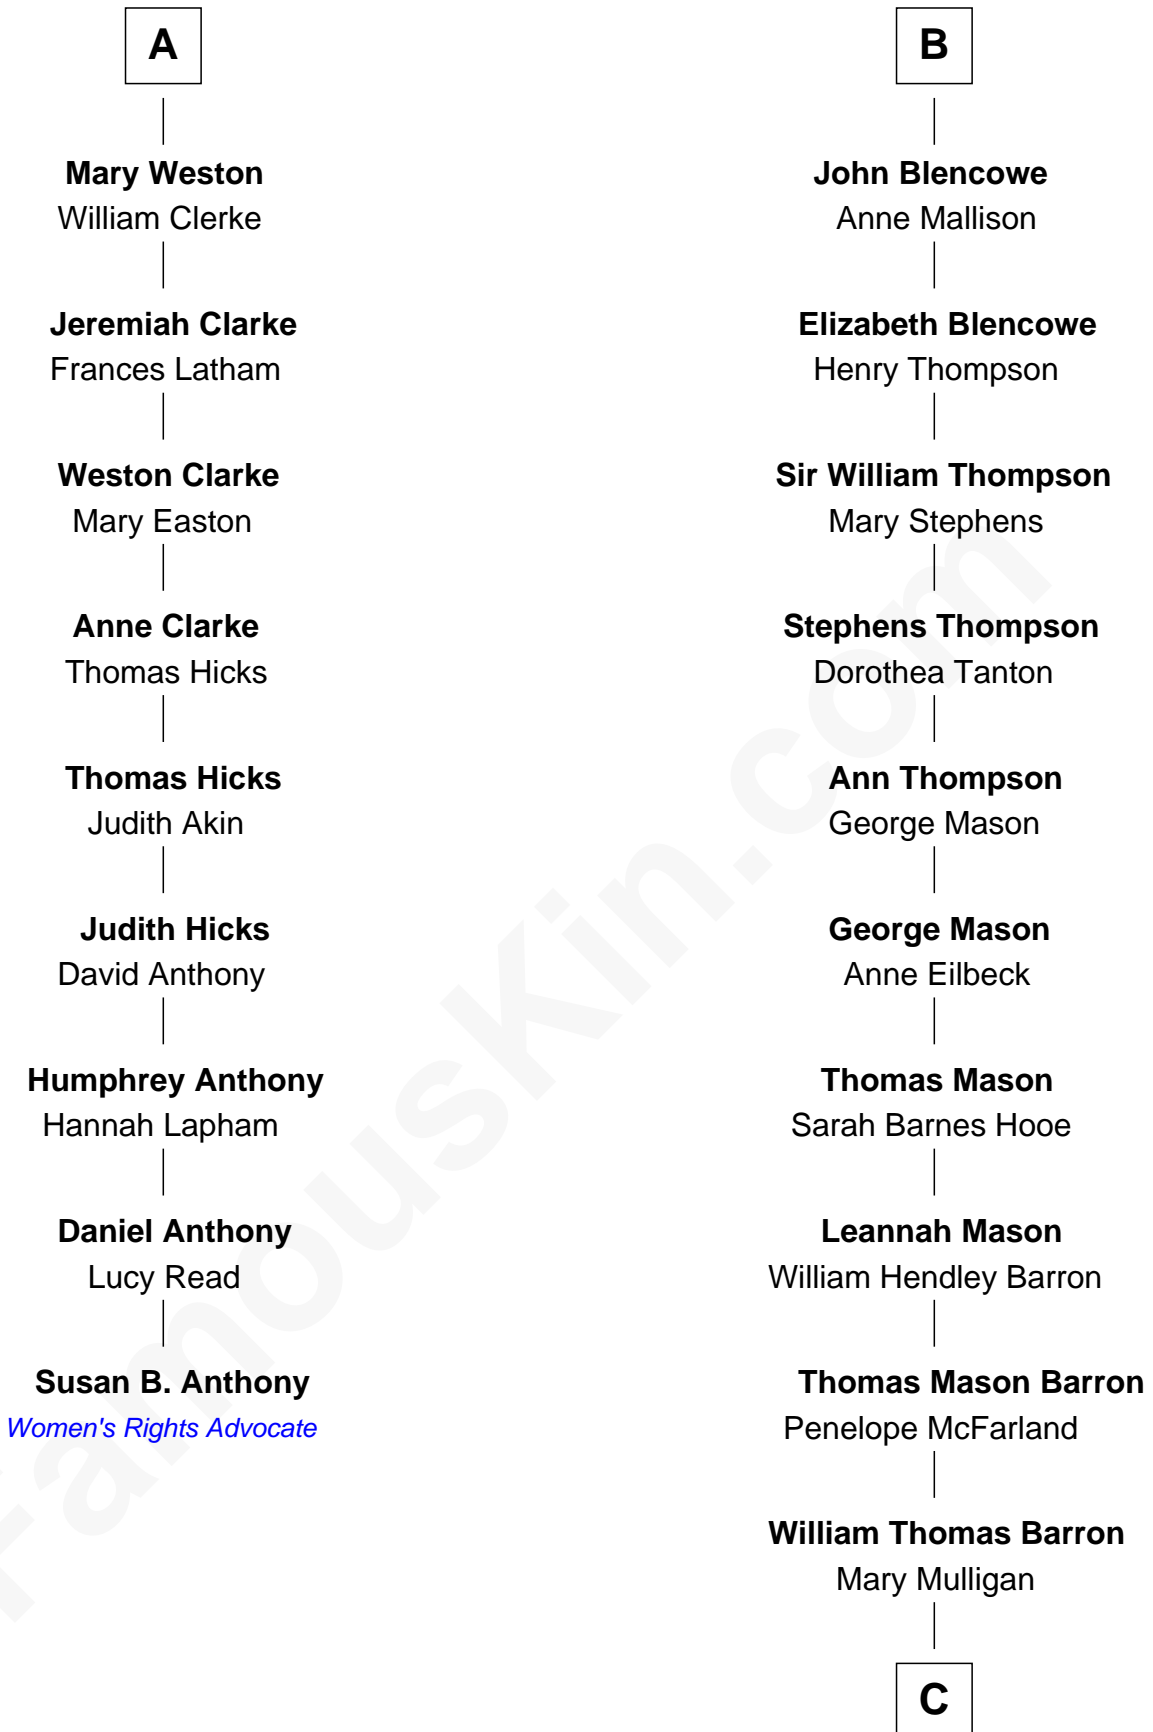 A
Mary Weston
William Clerke
Jeremiah Clarke
Frances Latham
Weston Clarke
Mary Easton
Anne Clarke
Thomas Hicks
Thomas Hicks
Judith Akin
Judith Hicks
David Anthony
Humphrey Anthony
Hannah Lapham
Daniel Anthony
Lucy Read
Susan B. Anthony
Women's Rights Advocate
B
John Blencowe
Anne Mallison
Elizabeth Blencowe
Henry Thompson
Sir William Thompson
Mary Stephens
Stephens Thompson
Dorothea Tanton
Ann Thompson
George Mason
George Mason
Anne Eilbeck
Thomas Mason
Sarah Barnes Hooe
Leannah Mason
William Hendley Barron
Thomas Mason Barron
Penelope McFarland
William Thomas Barron
Mary Mulligan
C
FamousKin.com